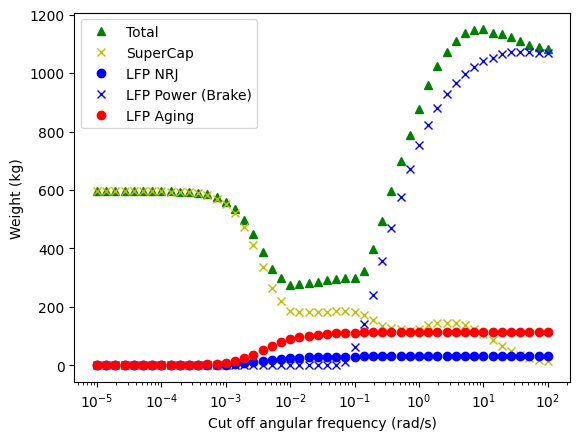 1200
1000
800
600
400
200
0
Weight (kg)
Total
SuperCap
LFP NRJ
LFP Power (Brake)
LFP Aging
10⁻⁵ 10⁻⁴ 10⁻³ 10⁻² 10⁻¹ 10⁰ 10¹ 10²
Cut off angular frequency (rad/s)